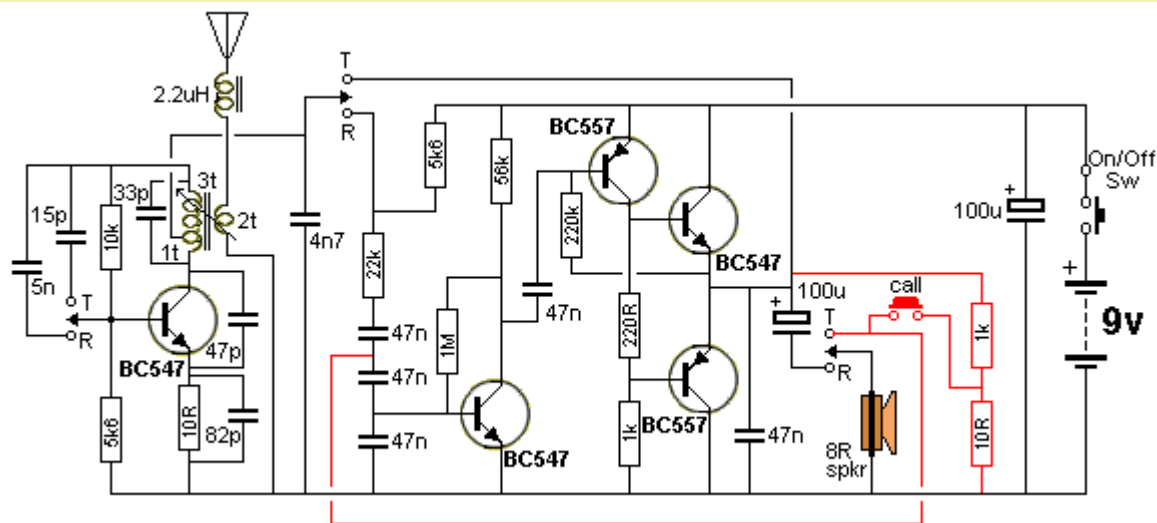 T
2.2uH
R
BC557
5k6
56k
On/Off
Sw
3t
33p
15p
2t
10k
+
100u
220k
1t
4n7
22k
BC547
5n
T
call
100u
+
9v
47n
T
+
47n
220R
1k
R
47p
1M
BC547
47n
R
BC557
5k6
10R
82p
47n
1k
47n
8R
spkr
10R
BC547